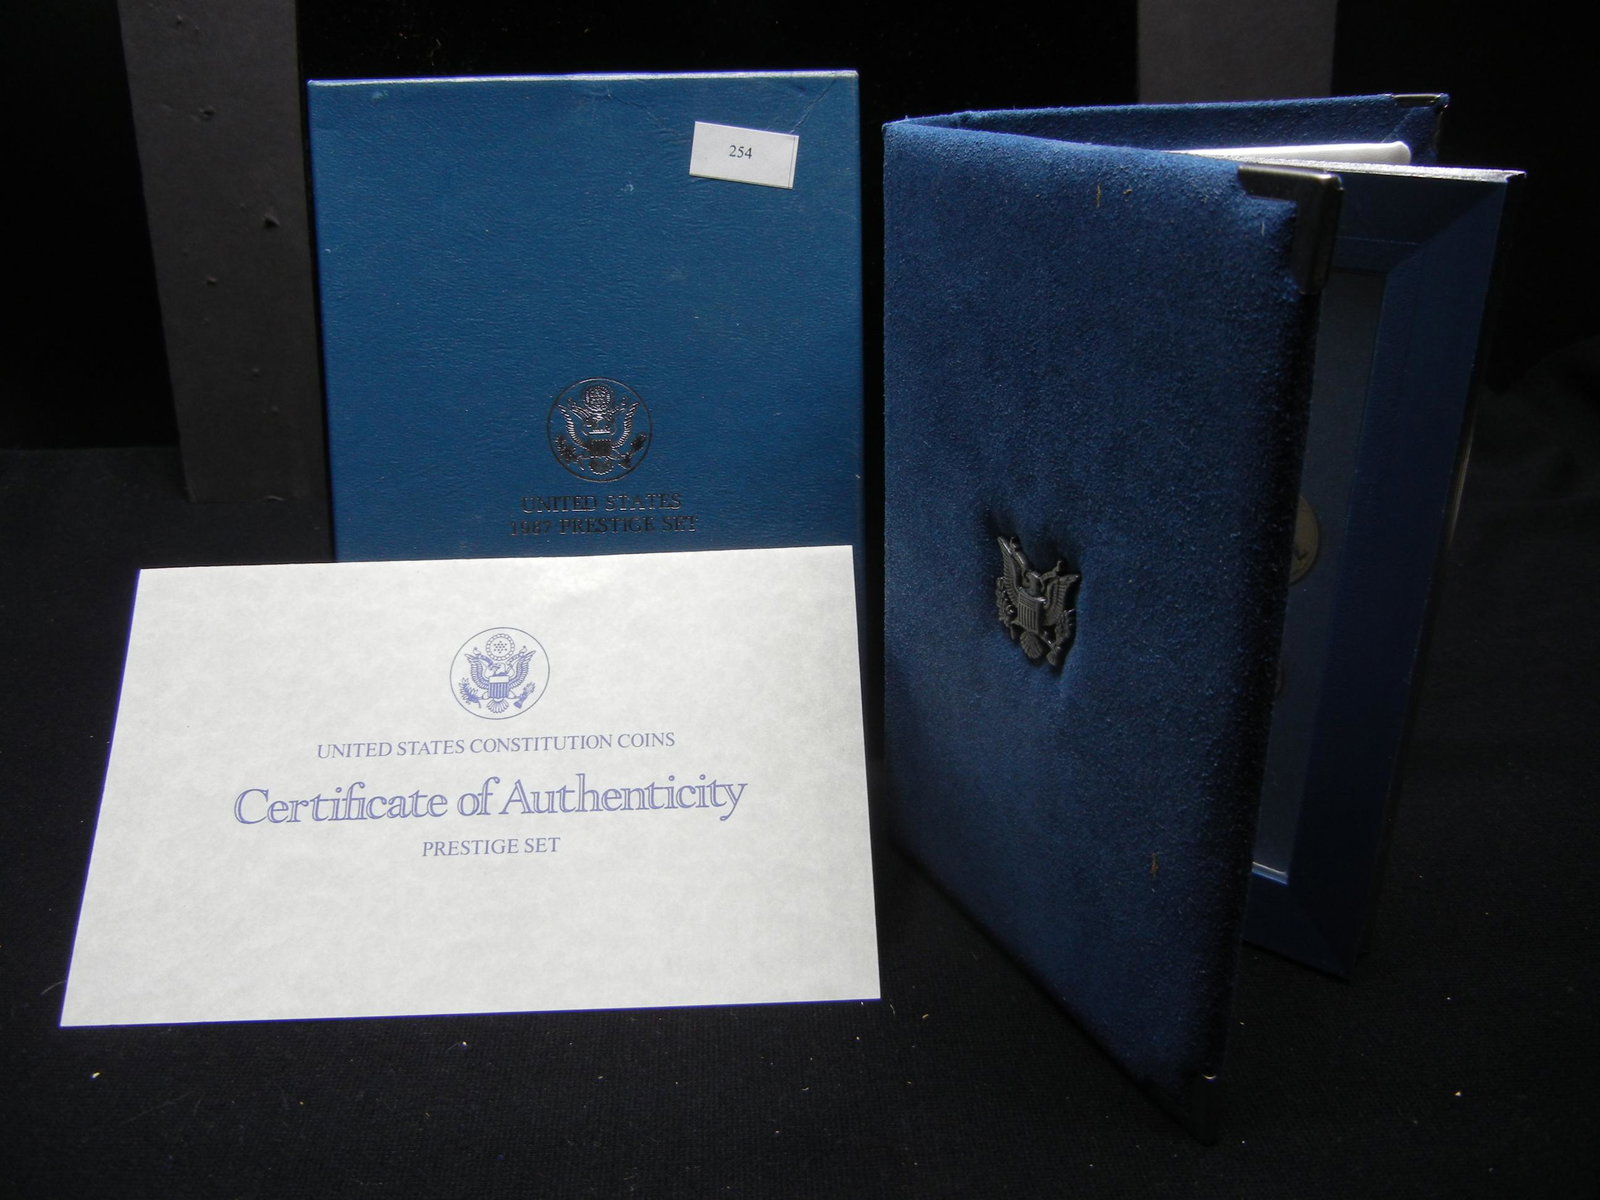 254
UNITED STATES
1987 PRESTIGE SET
UNITED STATES CONSTITUTION COINS
Certificate of Authenticity
PRESTIGE SET